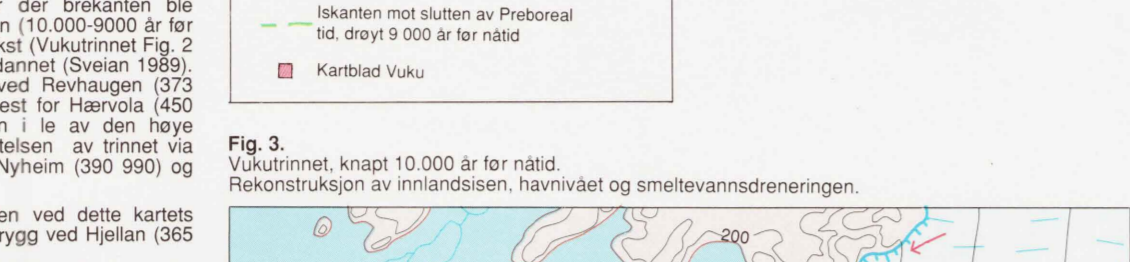 der brekanten ble
n (10.000-9000 år før
kst (Vukutrinnet Fig. 2
dannet (Sveian 1989).
ved Revhaugen (373
est for Hærvola (450
n i le av den høye
telsen av trinnet via
Nyheim (390 990) og
en ved dette kartets
rygg ved Hjellan (365
Iskanten mot slutten av Preboreal
tid, drøyt 9 000 år før nåtid
Kartblad Vuku
Fig. 3.
Vukutrinnet, knapt 10.000 år før nåtid.
Rekonstruksjon av innlandsisen, havnivået og smeltevannsdreneringen.
200